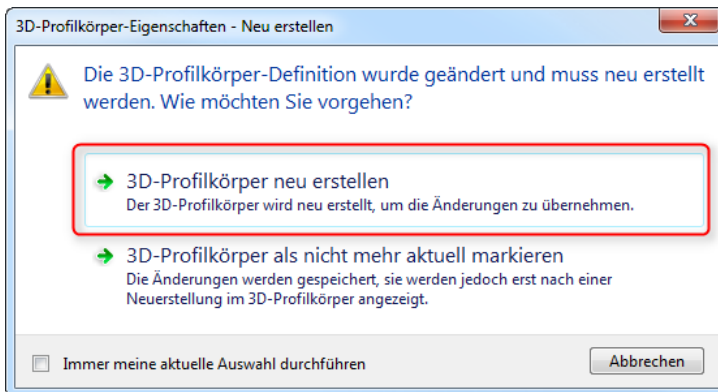 3D-Profilkörper-Eigenschaften - Neu erstellen
Die 3D-Profilkörper-Definition wurde geändert und muss neu erstellt
werden. Wie möchten Sie vorgehen?
3D-Profilkörper neu erstellen
Der 3D-Profilkörper wird neu erstellt, um die Änderungen zu übernehmen.
3D-Profilkörper als nicht mehr aktuell markieren
Die Änderungen werden gespeichert, sie werden jedoch erst nach einer
Neuerstellung im 3D-Profilkörper angezeigt.
Immer meine aktuelle Auswahl durchführen
Abbrechen